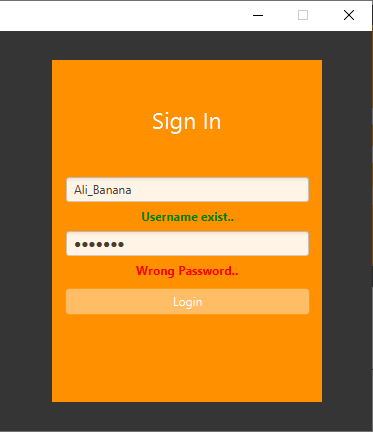 Sign In
Ali_Banana
Username exist..
●●●●●●●
Wrong Password..
Login